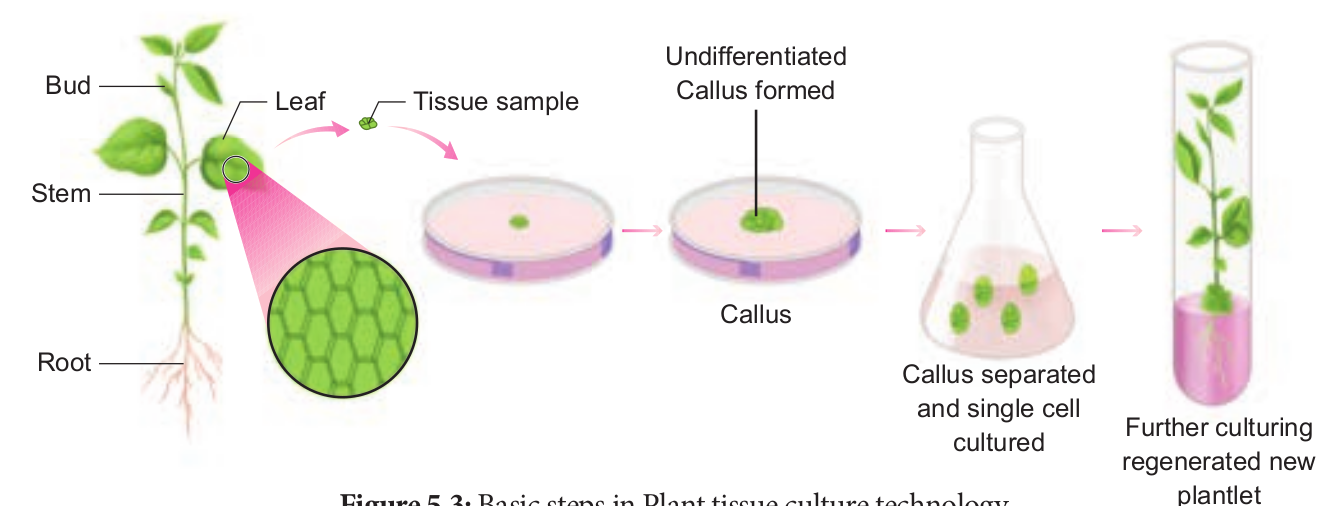 Bud
Leaf
Tissue sample
Stem
Root
Undifferentiated
Callus formed
Callus
Callus separated
and single cell
cultured
Further culturing
regenerated new
plantlet
Figure 5.3: Basic steps in Plant tissue culture technology